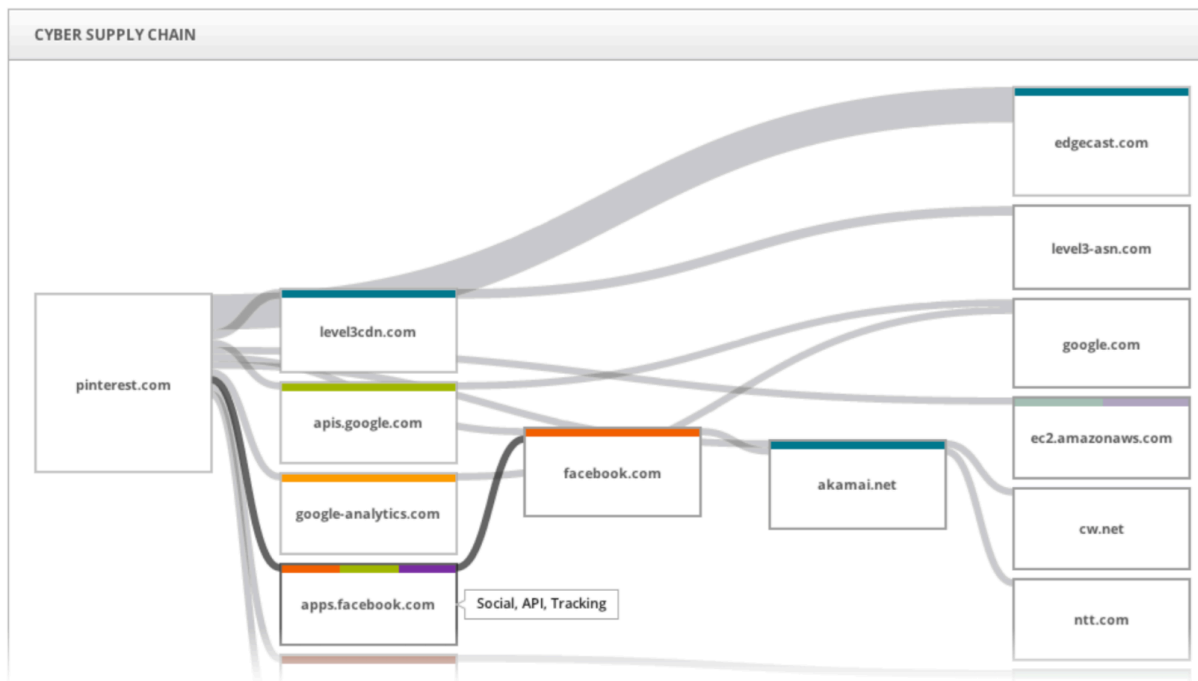 CYBER SUPPLY CHAIN
edgecast.com
level3-asn.com
level3cdn.com
google.com
pinterest.com
apis.google.com
ec2.amazonaws.com
facebook.com
akamai.net
google-analytics.com
cw.net
apps.facebook.com
Social, API, Tracking
ntt.com